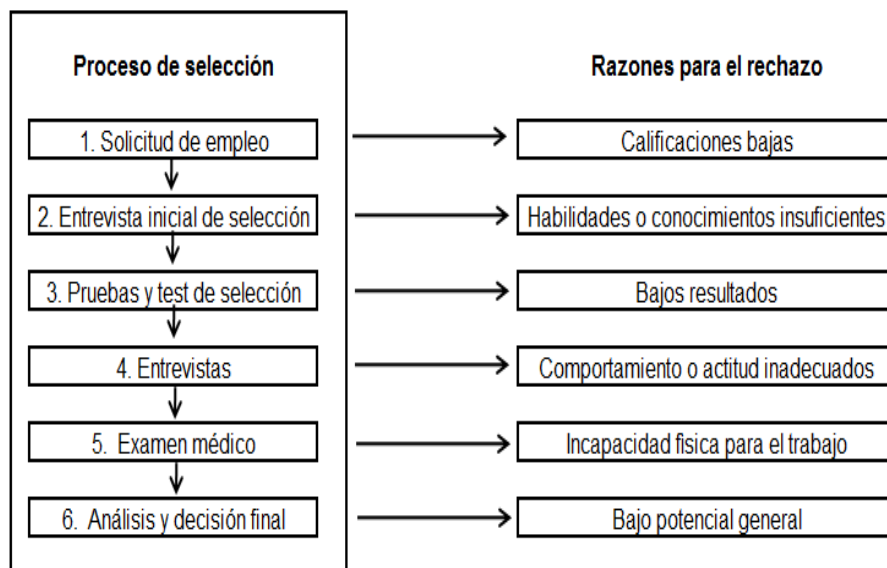 Proceso de selección
Razones para el rechazo
1. Solicitud de empleo
Calificaciones bajas
2. Entrevista inicial de selección
Habilidades o conocimientos insuficientes
3. Pruebas y test de selección
Bajos resultados
4. Entrevistas
Comportamiento o actitud inadecuados
5. Examen médico
Incapacidad fisica para el trabajo
6. Análisis y decisión final
Bajo potencial general